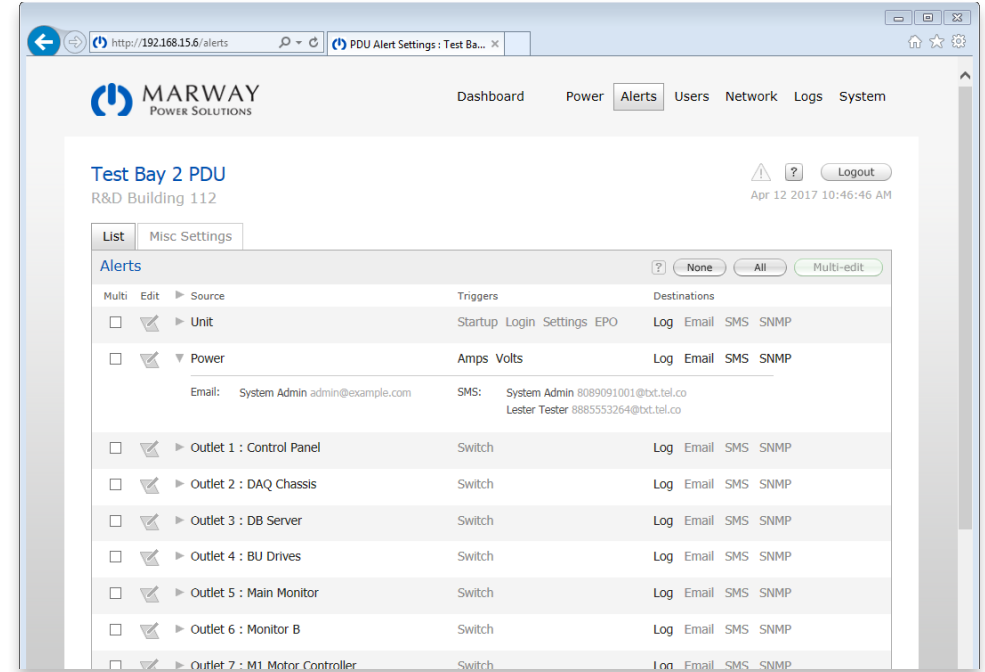 http://192.168.15.6/alerts PDU Alert Settings : Test Ba...
MARWAY
POWER SOLUTIONS
Dashboard Power Alerts Users Network Logs System
Test Bay 2 PDU ? Logout
R&D Building 112 Apr 12 2017 10:46:46 AM
List Misc Settings
Alerts ? None All Multi-edit
Multi Edit Source Triggers Destinations
Unit Startup Login Settings EPO Log Email SMS SNMP
Power Amps Volts Log Email SMS SNMP
Email: System Admin admin@example.com SMS: System Admin 8089091001@txt.tel.co
Lester Tester 8885553264@txt.tel.co
Outlet 1 : Control Panel Switch Log Email SMS SNMP
Outlet 2 : DAQ Chassis Switch Log Email SMS SNMP
Outlet 3 : DB Server Switch Log Email SMS SNMP
Outlet 4 : BU Drives Switch Log Email SMS SNMP
Outlet 5 : Main Monitor Switch Log Email SMS SNMP
Outlet 6 : Monitor B Switch Log Email SMS SNMP
Outlet 7 : M1 Motor Controller Switch Log Email SMS SNMP